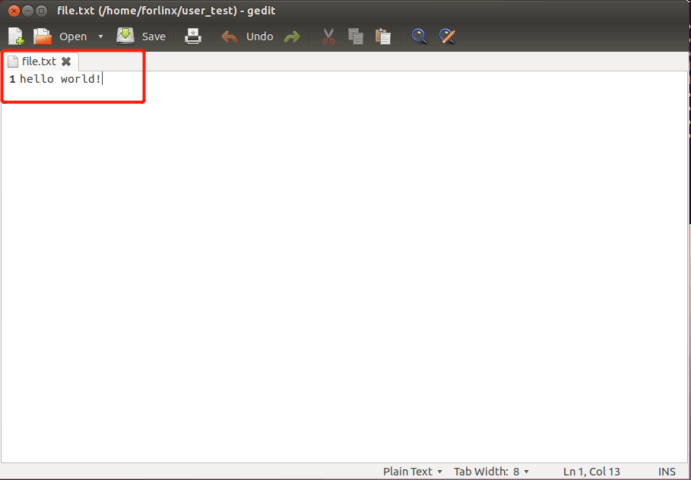 file.txt (/home/forlinx/user_test) - gedit
Open Save Undo
file.txt
1 hello world!
Plain Text Tab Width: 8 Ln 1, Col 13 INS